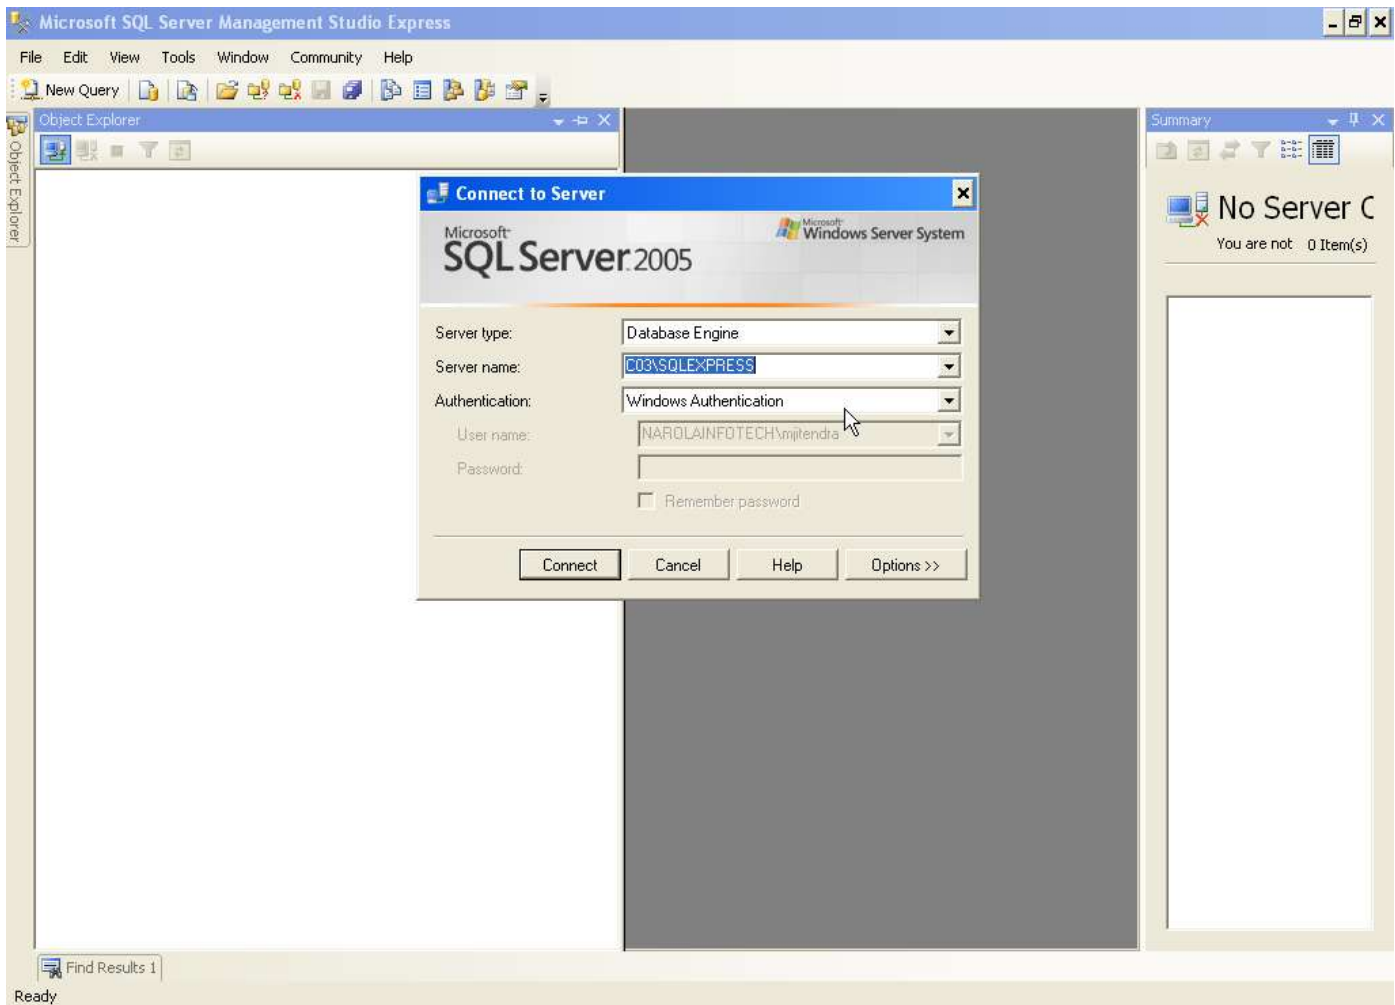 Microsoft SQL Server Management Studio Express
File Edit View Tools Window Community Help
New Query
Object Explorer
Object Explorer
Summary
No Server C
You are not 0 Item(s)
Connect to Server
Microsoft
SQL Server 2005
Microsoft
Windows Server System
Server type: Database Engine
Server name: C03\SQLEXPRESS
Authentication: Windows Authentication
User name: NAROLAINFOTECH\mjitendra
Password:
Remember password
Connect Cancel Help Options >>
Find Results 1
Ready